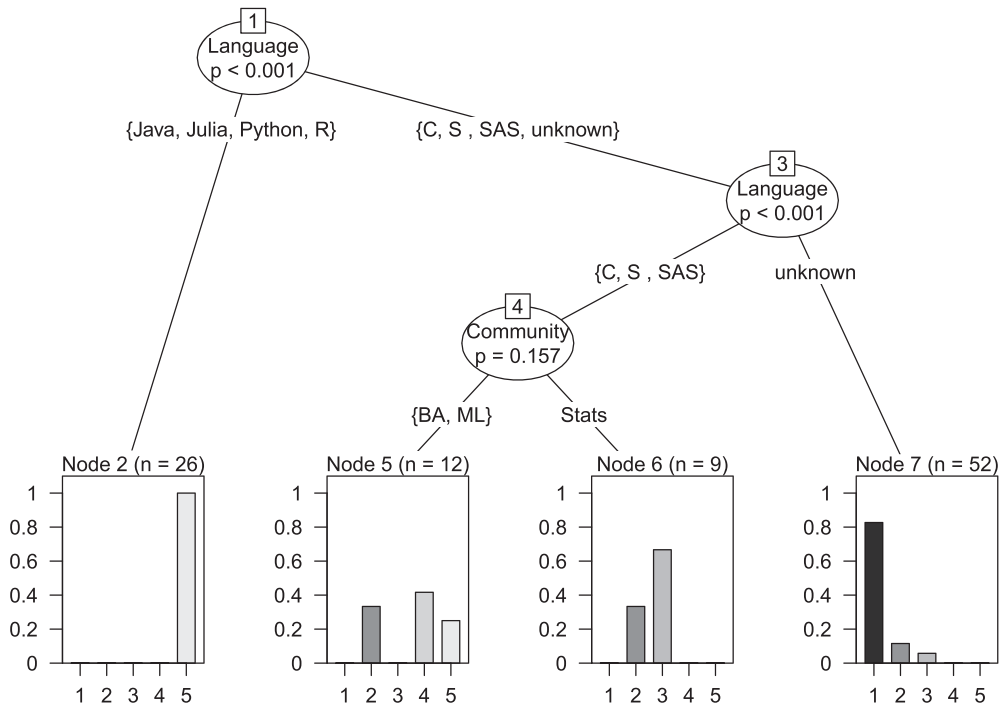 1
Language
p < 0.001
{Java, Julia, Python, R}
{C, S , SAS, unknown}
3
Language
p < 0.001
{C, S , SAS}
unknown
4
Community
p = 0.157
{BA, ML}
Stats
Node 2 (n = 26)
1
0.8
0.6
0.4
0.2
0
1 2 3 4 5
Node 5 (n = 12)
1
0.8
0.6
0.4
0.2
0
1 2 3 4 5
Node 6 (n = 9)
1
0.8
0.6
0.4
0.2
0
1 2 3 4 5
Node 7 (n = 52)
1
0.8
0.6
0.4
0.2
0
1 2 3 4 5